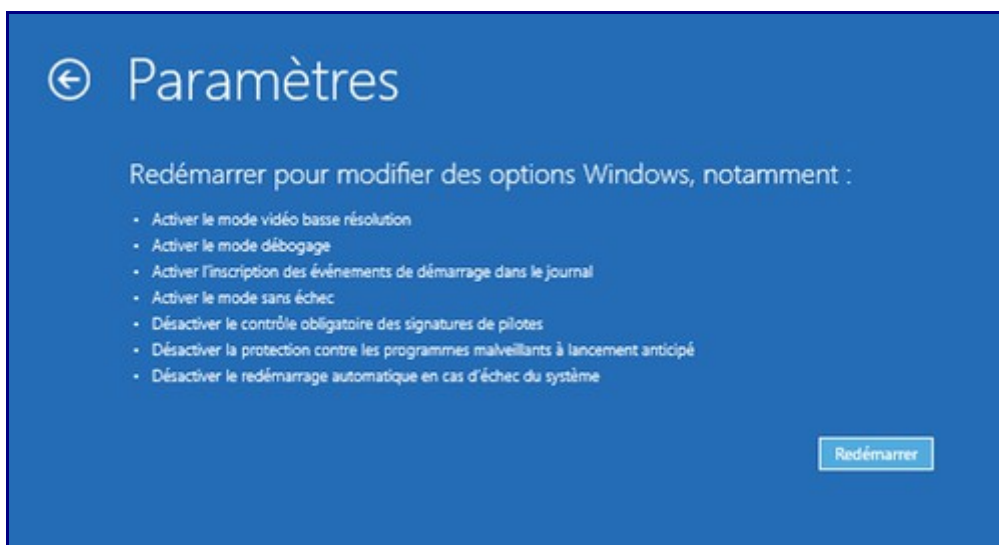 Paramètres
Redémarrer pour modifier des options Windows, notamment :
• Activer le mode vidéo basse résolution
• Activer le mode débogage
• Activer l'inscription des événements de démarrage dans le journal
• Activer le mode sans échec
• Désactiver le contrôle obligatoire des signatures de pilotes
• Désactiver la protection contre les programmes malveillants à lancement anticipé
• Désactiver le redémarrage automatique en cas d'échec du système
Redémarrer